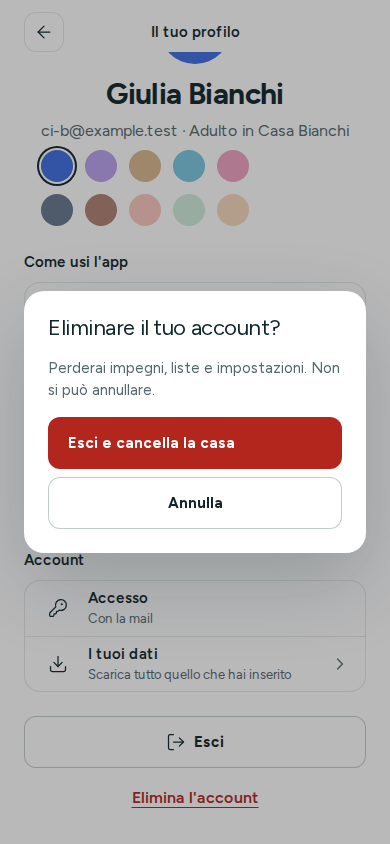 Il tuo profilo
Giulia Bianchi
ci-b@example.test · Adulto in Casa Bianchi
Come usi l'app
Eliminare il tuo account?
Perderai impegni, liste e impostazioni. Non
si può annullare.
Esci e cancella la casa
Annulla
Account
Accesso
Con la mail
I tuoi dati
Scarica tutto quello che hai inserito
Esci
Elimina l'account